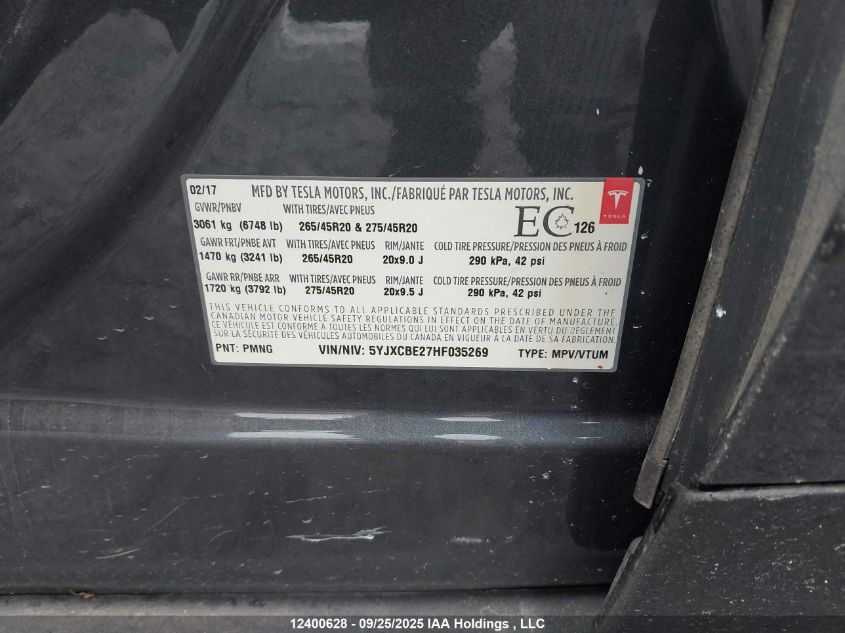 02/17 MFD BY TESLA MOTORS, INC./FABRIQUÉ PAR TESLA MOTORS, INC.
GVWR/PNBV WITH TIRES/AVEC PNEUS
3061 kg (6748 lb) 265/45R20 & 275/45R20 EC 126
TESLA
GAWR FRT/PNBE AVT WITH TIRES/AVEC PNEUS RIM/JANTE COLD TIRE PRESSURE/PRESSION DES PNEUS À FROID
1470 kg (3241 lb) 265/45R20 20x9.0 J 290 kPa, 42 psi
GAWR RR/PNBE ARR WITH TIRES/AVEC PNEUS RIM/JANTE COLD TIRE PRESSURE/PRESSION DES PNEUS À FROID
1720 kg (3792 lb) 275/45R20 20x9.5 J 290 kPa, 42 psi
THIS VEHICLE CONFORMS TO ALL APPLICABLE STANDARDS PRESCRIBED UNDER THE
CANADIAN MOTOR VEHICLE SAFETY REGULATIONS IN EFFECT ON THE DATE OF MANUFACTURE
CE VÉHICULE EST CONFORME À TOUTES LES NORMES QUI LUI SONT APPLICABLES EN VERTU DU RÈGLEMENT
SUR LA SÉCURITÉ DES VÉHICULES AUTOMOBILES DU CANADA EN VIGUEUR À LA DATE DE SA FABRICATION.
PNT: PMNG VIN/NIV: 5YJXCBE27HF035269 TYPE: MPV/VTUM
12400628 - 09/25/2025 IAA Holdings, LLC